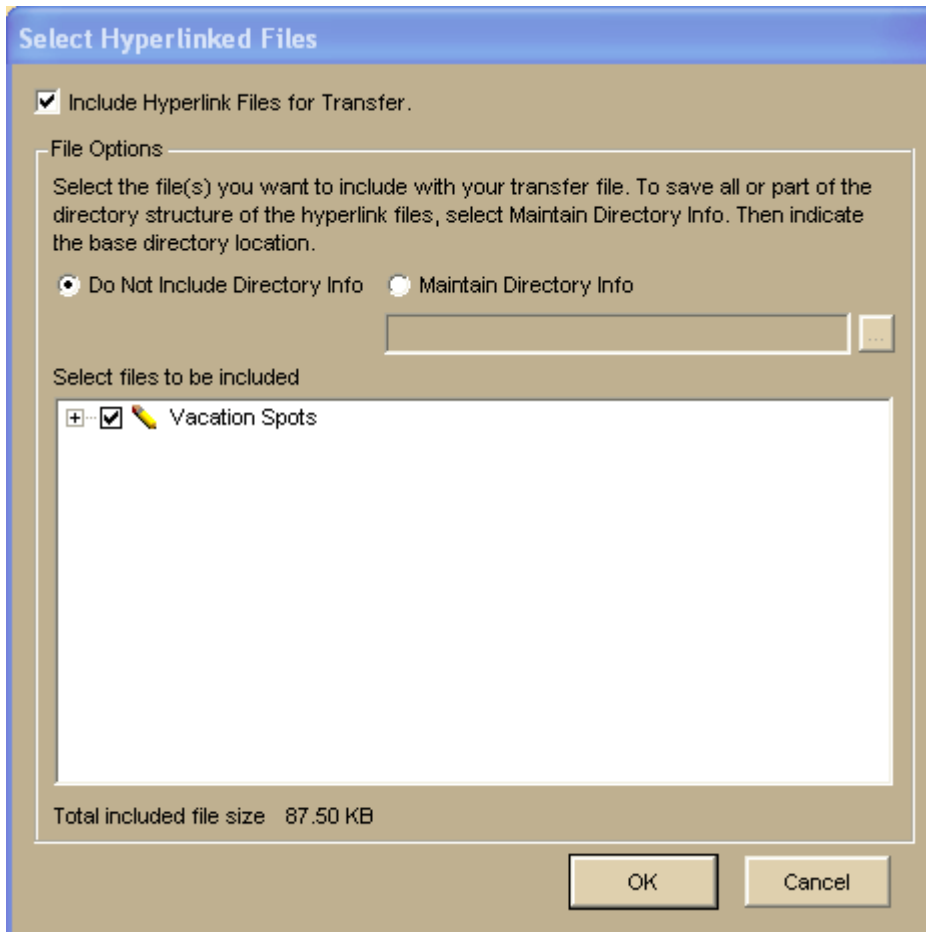 Select Hyperlinked Files
Include Hyperlink Files for Transfer.
File Options
Select the file(s) you want to include with your transfer file. To save all or part of the
directory structure of the hyperlink files, select Maintain Directory Info. Then indicate
the base directory location.
Do Not Include Directory Info Maintain Directory Info
...
Select files to be included
Vacation Spots
Total included file size 87.50 KB
OK Cancel